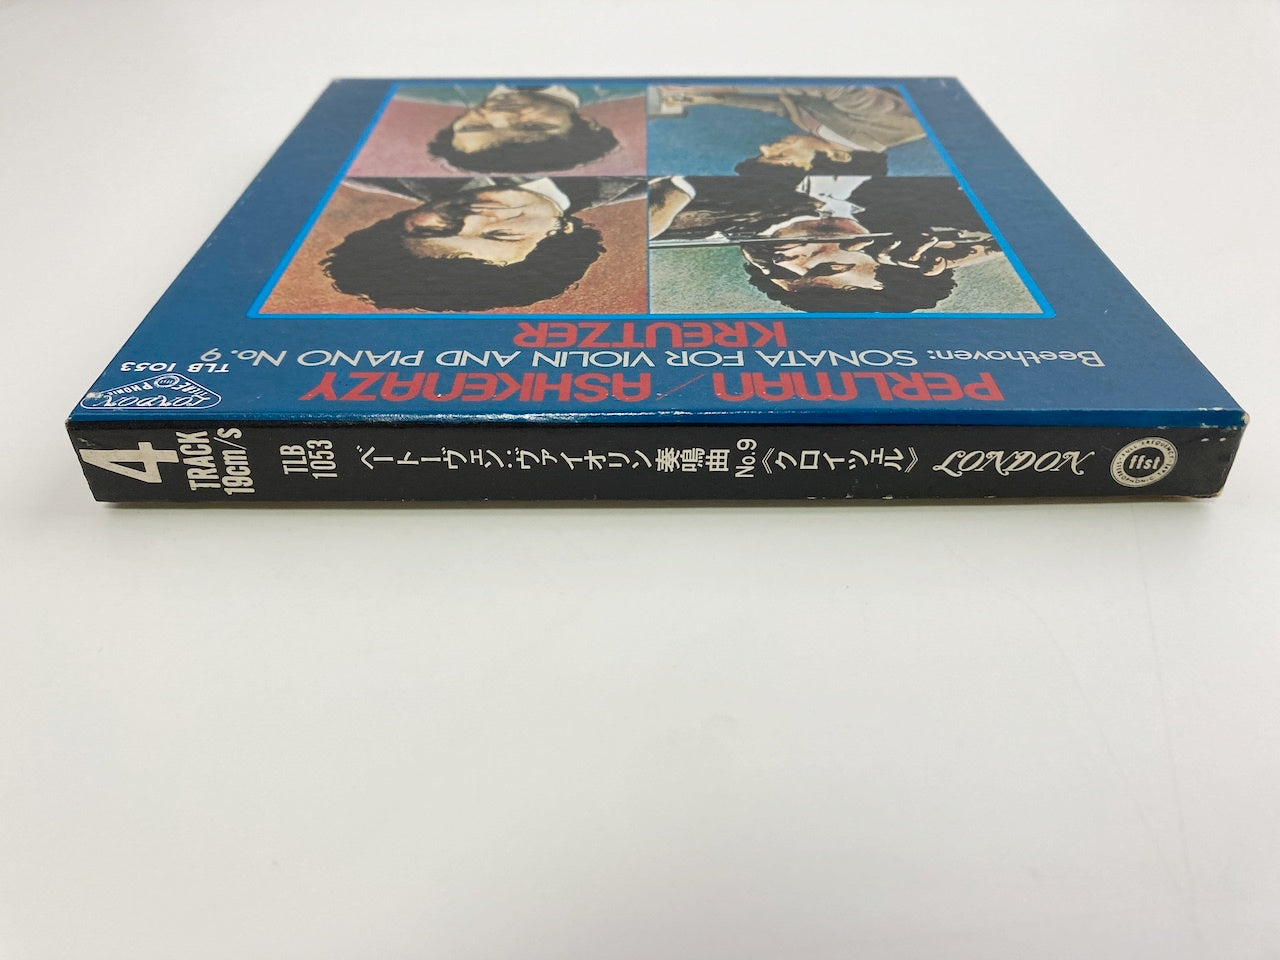 PERLMAN / ASHKENAZY
Beethoven: SONATA FOR VIOLIN AND PIANO No. 9
KREUTZER
TLB 1053
LONDON
4
TRACK
19cm/s
TLB
1053
ベートーヴェン:ヴァイオリン奏鳴曲
No.9
《クロイツェル》
LONDON
ffst